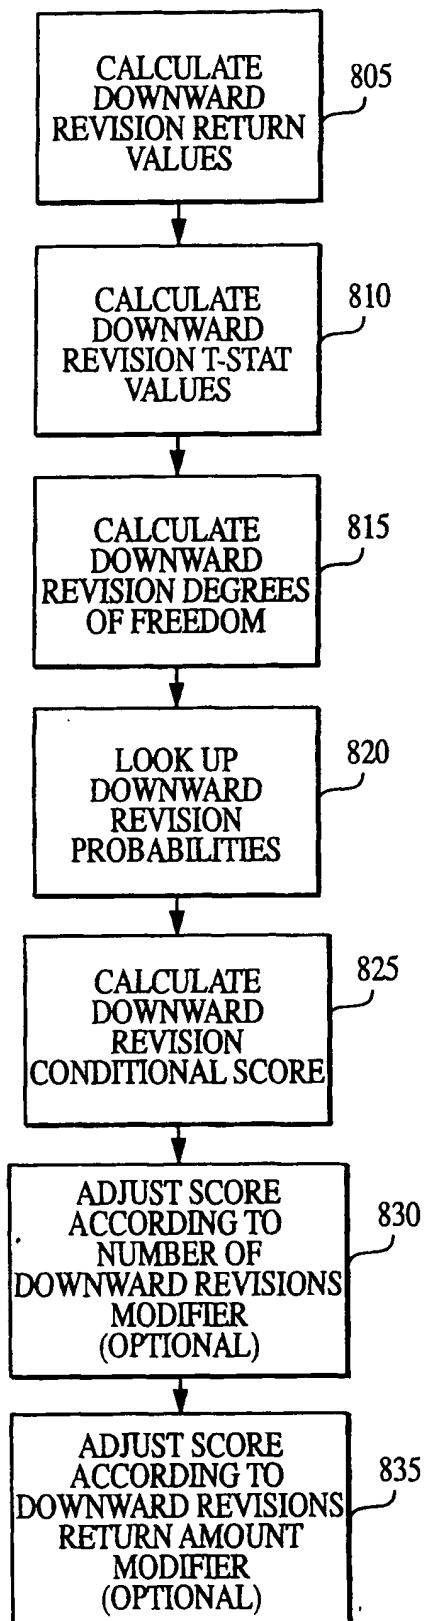 CALCULATE
DOWNWARD
REVISION RETURN
VALUES
805
CALCULATE
DOWNWARD
REVISION T-STAT
VALUES
810
CALCULATE
DOWNWARD
REVISION DEGREES
OF FREEDOM
815
LOOK UP
DOWNWARD
REVISION
PROBABILITIES
820
CALCULATE
DOWNWARD
REVISION
CONDITIONAL SCORE
825
ADJUST SCORE
ACCORDING TO
NUMBER OF
DOWNWARD REVISIONS
MODIFIER
(OPTIONAL)
830
ADJUST SCORE
ACCORDING TO
DOWNWARD REVISIONS
RETURN AMOUNT
MODIFIER
(OPTIONAL)
835